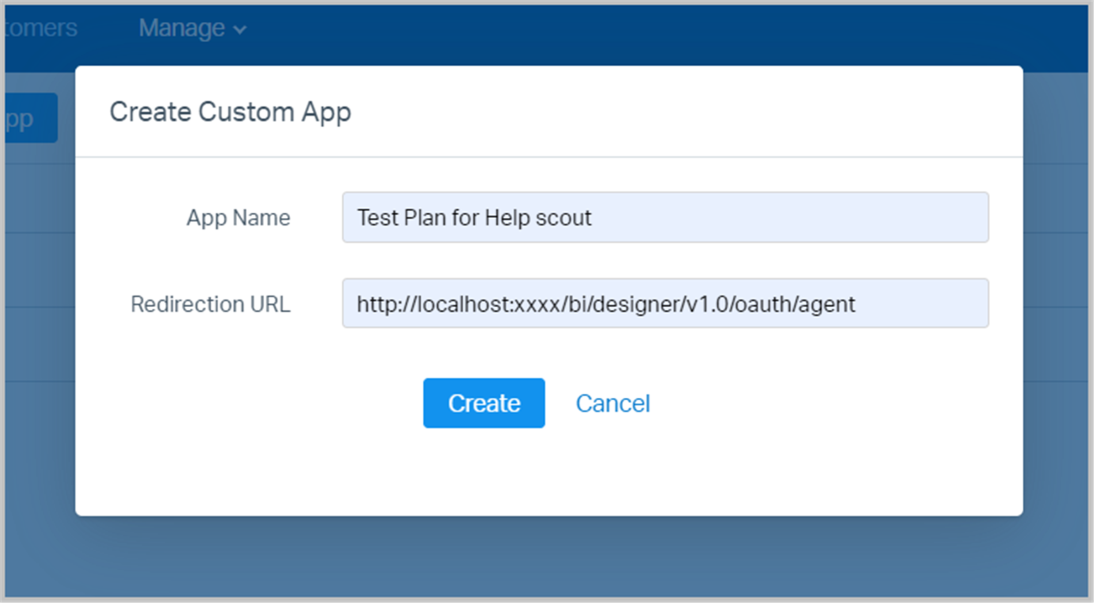 tomers Manage
pp
Create Custom App
App Name Test Plan for Help scout
Redirection URL http://localhost:xxxx/bi/designer/v1.0/oauth/agent
Create Cancel